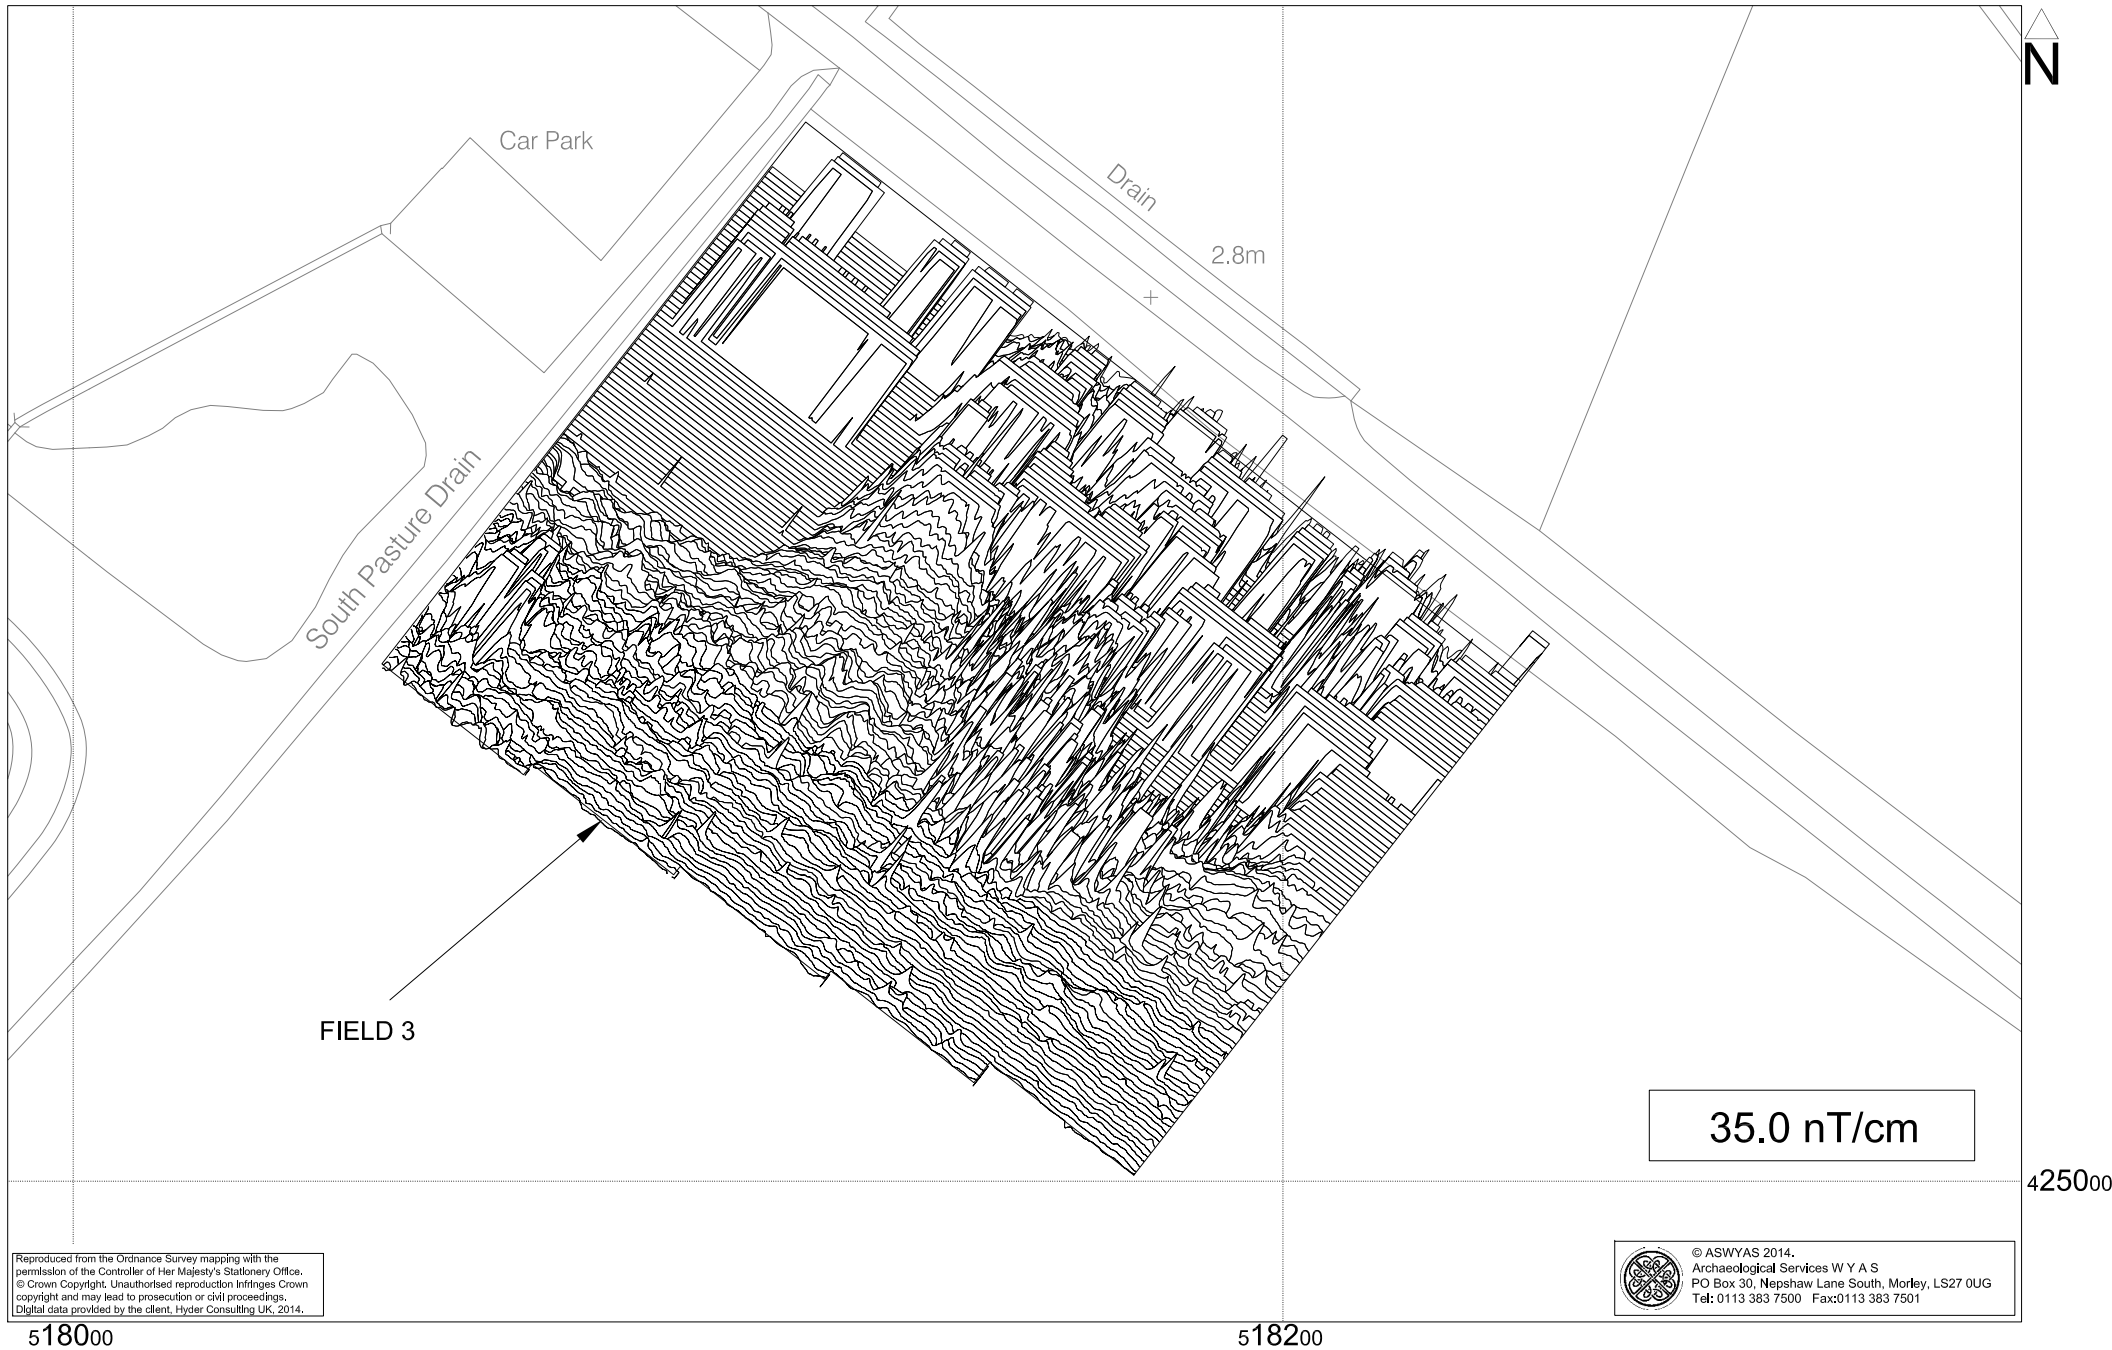 N
Car Park
Drain
2.8m
South Pasture Drain
FIELD 3
35.0 nT/cm
425000
Reproduced from the Ordnance Survey mapping with the
permission of the Controller of Her Majesty's Stationery Office.
© Crown Copyright. Unauthorised reproduction infringes Crown
copyright and may lead to prosecution or civil proceedings.
Digital data provided by the client, Hyder Consulting UK, 2014.
© ASWYAS 2014.
Archaeological Services W Y A S
PO Box 30, Nepshaw Lane South, Morley, LS27 0UG
Tel: 0113 383 7500 Fax:0113 383 7501
518000
518200